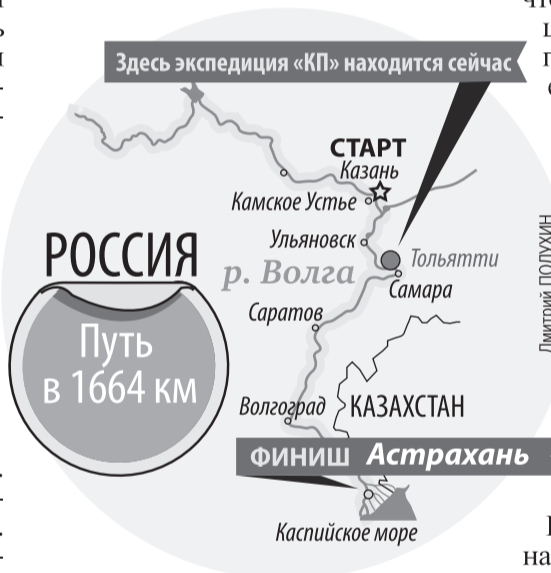 Здесь экспедиция «КП» находится сейчас
СТАРТ
Казань
Камское Устье
Ульяновск
Тольятти
РОССИЯ
р. Волга
Самара
Саратов
Путь
в 1664 км
Волгоград
КАЗАХСТАН
ФИНИШ Астрахань
Каспийское море
Дмитрий ПОЛУХИН
на